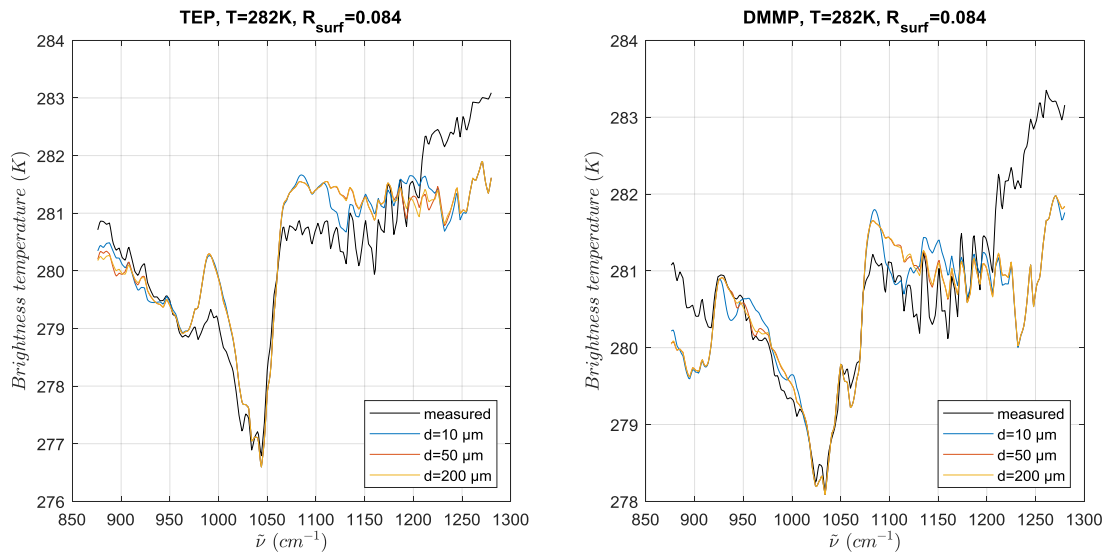 TEP, T=282K, R_surf=0.084
284
283
282
281
280
279
278
277
276
Brightness temperature (K)
850 900 950 1000 1050 1100 1150 1200 1250 1300
ν̃ (cm⁻¹)
measured
d=10 µm
d=50 µm
d=200 µm
DMMP, T=282K, R_surf=0.084
284
283
282
281
280
279
278
Brightness temperature (K)
850 900 950 1000 1050 1100 1150 1200 1250 1300
ν̃ (cm⁻¹)
measured
d=10 µm
d=50 µm
d=200 µm